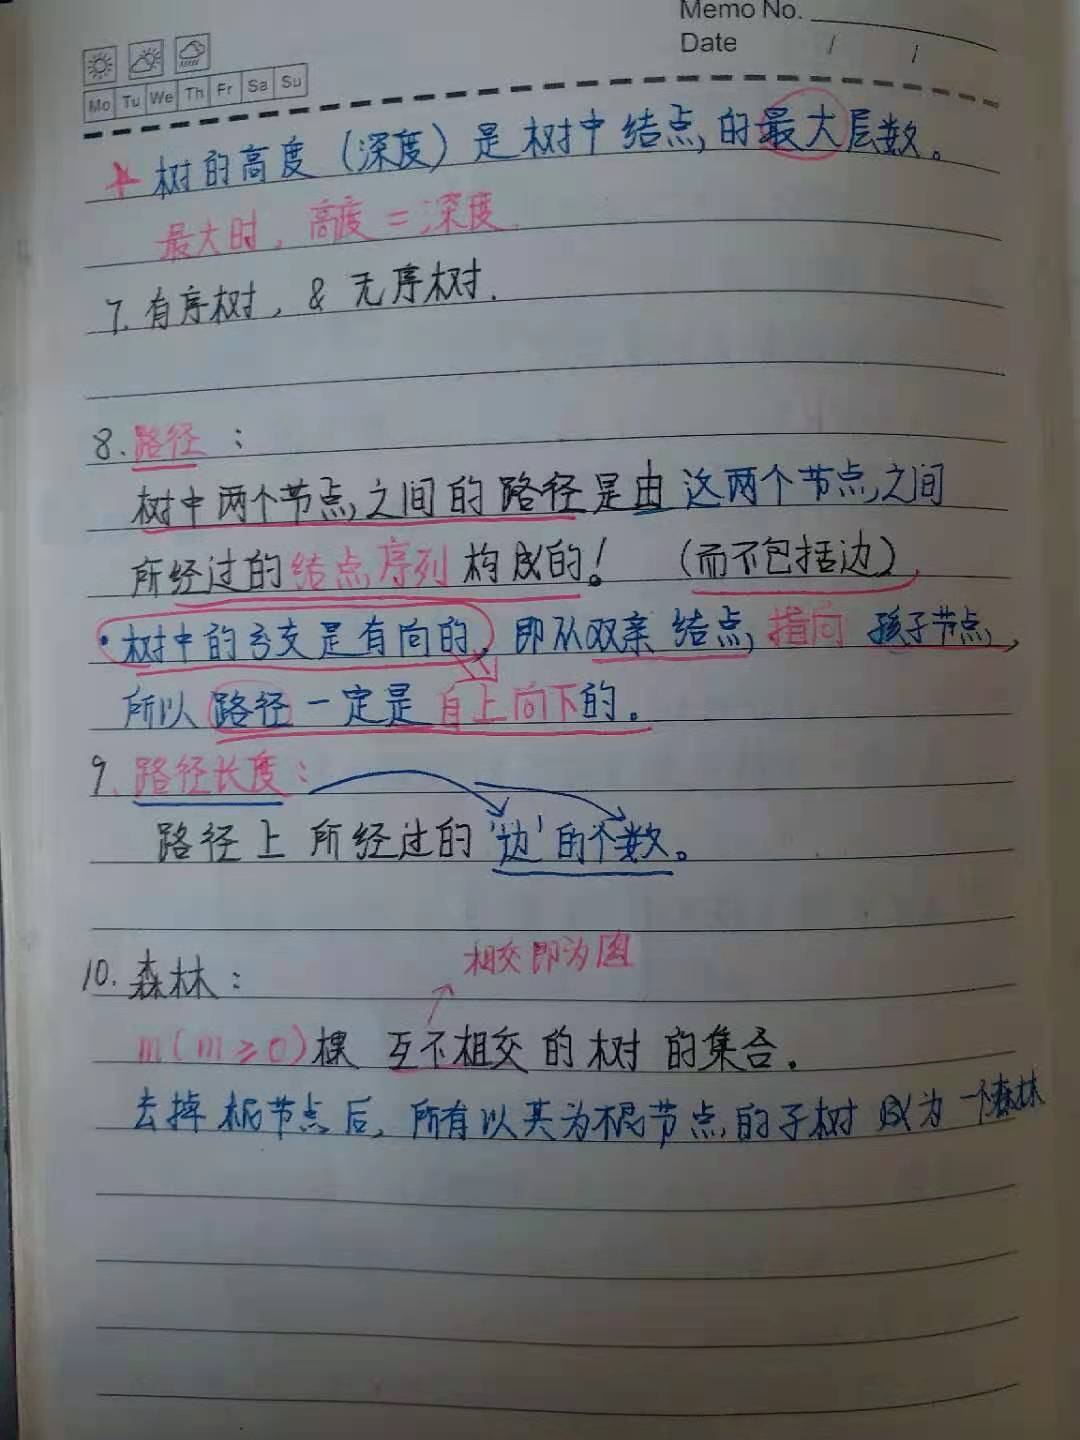 Memo No.
Date / /
Mo Tu We Th Fr Sa Su
树的高度（深度）是树中结点的最大层数。
最大时，高度=深度.
7. 有序树，& 无序树.
8. 路径：
树中两个节点之间的路径是由这两个节点之间
所经过的结点序列构成的！（而不包括边）
·树中的分支是有向的，即从双亲结点指向孩子节点，
所以路径一定是自上向下的。
9. 路径长度：
路径上所经过的'边'的个数。
相交即为图
10. 森林：
m(m≥0)棵 互不相交的树的集合.
去掉根节点后，所有以其为根节点的子树成为一个森林